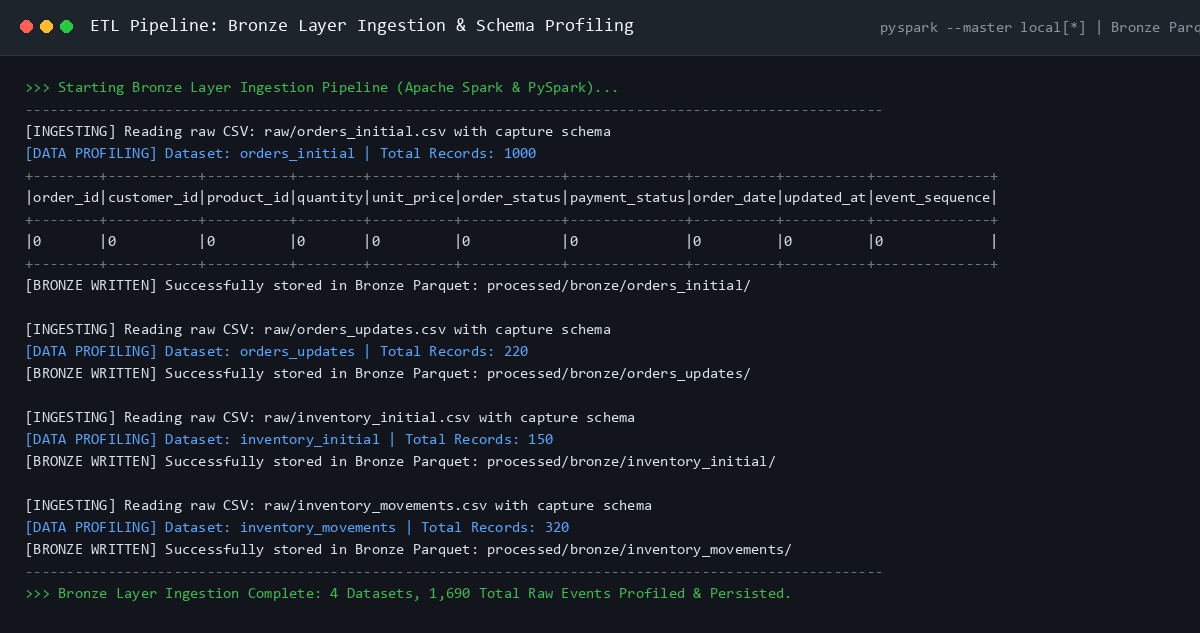 ETL Pipeline: Bronze Layer Ingestion & Schema Profiling
pyspark --master local[*] | Bronze Parq
>>> Starting Bronze Layer Ingestion Pipeline (Apache Spark & PySpark)...
--------------------------------------------------------------------------------------------------------
[INGESTING] Reading raw CSV: raw/orders_initial.csv with capture schema
[DATA PROFILING] Dataset: orders_initial | Total Records: 1000
+--------+-----------+----------+--------+----------+------------+--------------+----------+----------+--------------+
|order_id|customer_id|product_id|quantity|unit_price|order_status|payment_status|order_date|updated_at|event_sequence|
+--------+-----------+----------+--------+----------+------------+--------------+----------+----------+--------------+
|0       |0          |0         |0       |0         |0           |0             |0         |0         |0             |
+--------+-----------+----------+--------+----------+------------+--------------+----------+----------+--------------+
[BRONZE WRITTEN] Successfully stored in Bronze Parquet: processed/bronze/orders_initial/
[INGESTING] Reading raw CSV: raw/orders_updates.csv with capture schema
[DATA PROFILING] Dataset: orders_updates | Total Records: 220
[BRONZE WRITTEN] Successfully stored in Bronze Parquet: processed/bronze/orders_updates/
[INGESTING] Reading raw CSV: raw/inventory_initial.csv with capture schema
[DATA PROFILING] Dataset: inventory_initial | Total Records: 150
[BRONZE WRITTEN] Successfully stored in Bronze Parquet: processed/bronze/inventory_initial/
[INGESTING] Reading raw CSV: raw/inventory_movements.csv with capture schema
[DATA PROFILING] Dataset: inventory_movements | Total Records: 320
[BRONZE WRITTEN] Successfully stored in Bronze Parquet: processed/bronze/inventory_movements/
--------------------------------------------------------------------------------------------------------
>>> Bronze Layer Ingestion Complete: 4 Datasets, 1,690 Total Raw Events Profiled & Persisted.